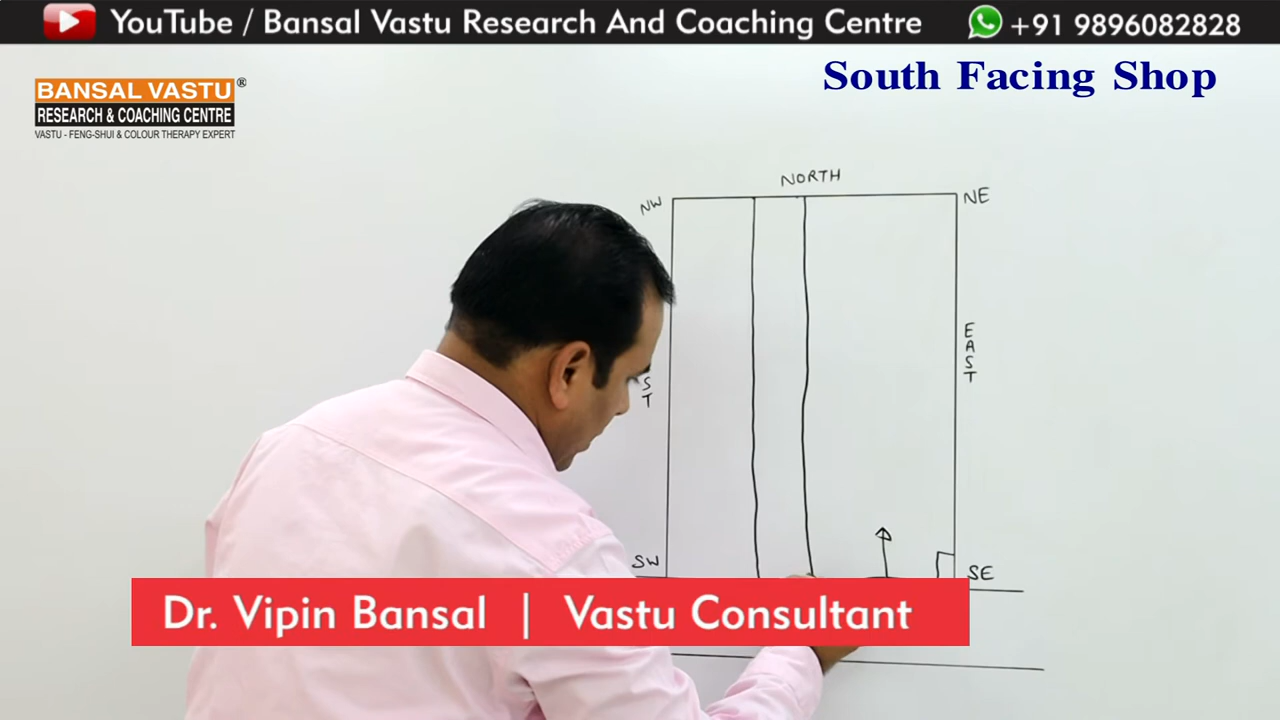 YouTube / Bansal Vastu Research And Coaching Centre +91 9896082828
South Facing Shop
BANSAL VASTU®
RESEARCH & COACHING CENTRE
VASTU - FENG-SHUI & COLOUR THERAPY EXPERT
NORTH
NW
NE
EAST
ST
SW
SE
Dr. Vipin Bansal | Vastu Consultant